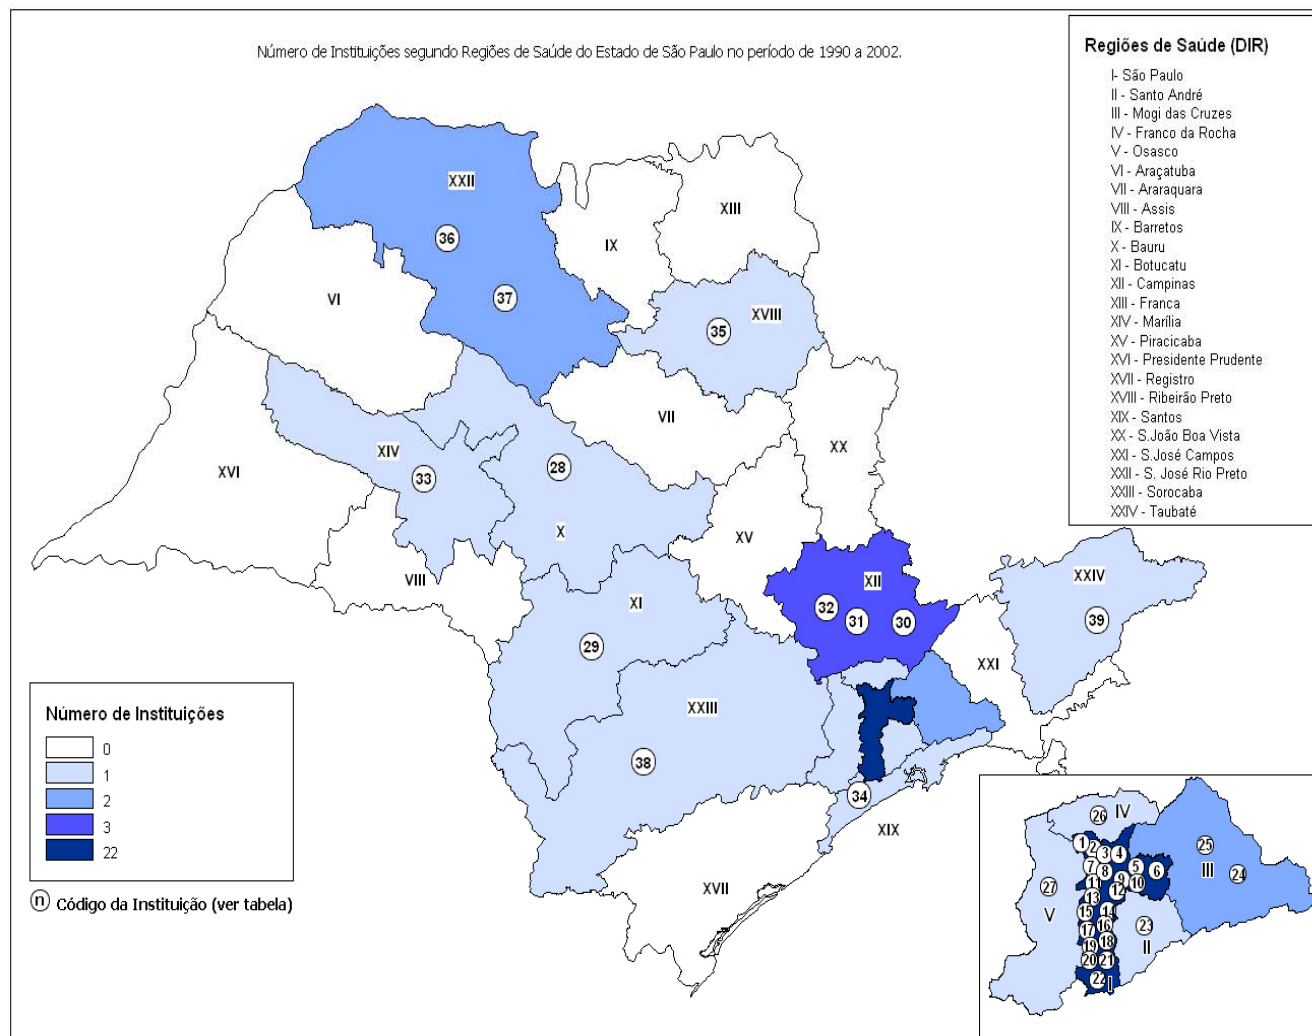 Número de Instituições segundo Regiões de Saúde do Estado de São Paulo no período de 1990 a 2002.
Regiões de Saúde (DIR)
I- São Paulo
II - Santo André
III - Mogi das Cruzes
IV - Franco da Rocha
V - Osasco
VI - Araçatuba
VII - Araraquara
VIII - Assis
IX - Barretos
X - Bauru
XI - Botucatu
XII - Campinas
XIII - Franca
XIV - Marília
XV - Piracicaba
XVI - Presidente Prudente
XVII - Registro
XVIII - Ribeirão Preto
XIX - Santos
XX - S.João Boa Vista
XXI - S.José Campos
XXII - S. José Rio Preto
XXIII - Sorocaba
XXIV - Taubaté
XXII
XIII
36
IX
37
VI
XVIII
35
VII
XIV
XX
28
XVI
33
X
XV
VIII
XII
XXIV
XI
32
31
30
39
29
XXI
XXIII
38
34
XIX
XVII
Número de Instituições
0
1
2
3
22
n Código da Instituição (ver tabela)
26
IV
1
2
3
4
25
7
8
5
6
III
24
9
11
10
12
27
13
V
15
14
16
23
17
II
18
19
20
21
22
I